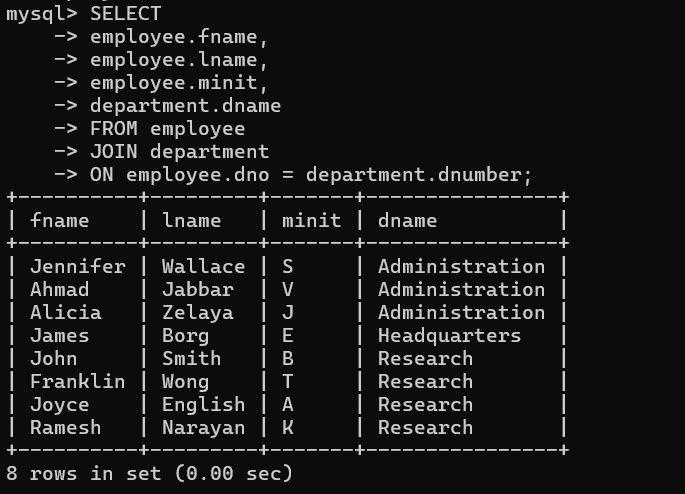 mysql> SELECT
    -> employee.fname,
    -> employee.lname,
    -> employee.minit,
    -> department.dname
    -> FROM employee
    -> JOIN department
    -> ON employee.dno = department.dnumber;
+----------+---------+-------+----------------+
| fname    | lname   | minit | dname          |
+----------+---------+-------+----------------+
| Jennifer | Wallace | S     | Administration |
| Ahmad    | Jabbar  | V     | Administration |
| Alicia   | Zelaya  | J     | Administration |
| James    | Borg    | E     | Headquarters   |
| John     | Smith   | B     | Research       |
| Franklin | Wong    | T     | Research       |
| Joyce    | English | A     | Research       |
| Ramesh   | Narayan | K     | Research       |
+----------+---------+-------+----------------+
8 rows in set (0.00 sec)